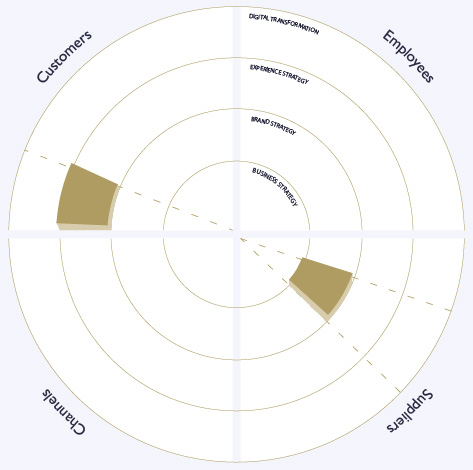 DIGITAL TRANSFORMATION
Customers
Employees
EXPERIENCE STRATEGY
BRAND STRATEGY
BUSINESS STRATEGY
Channels
Suppliers